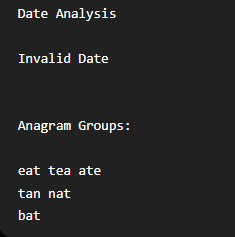 Date Analysis
Invalid Date
Anagram Groups:
eat tea ate
tan nat
bat